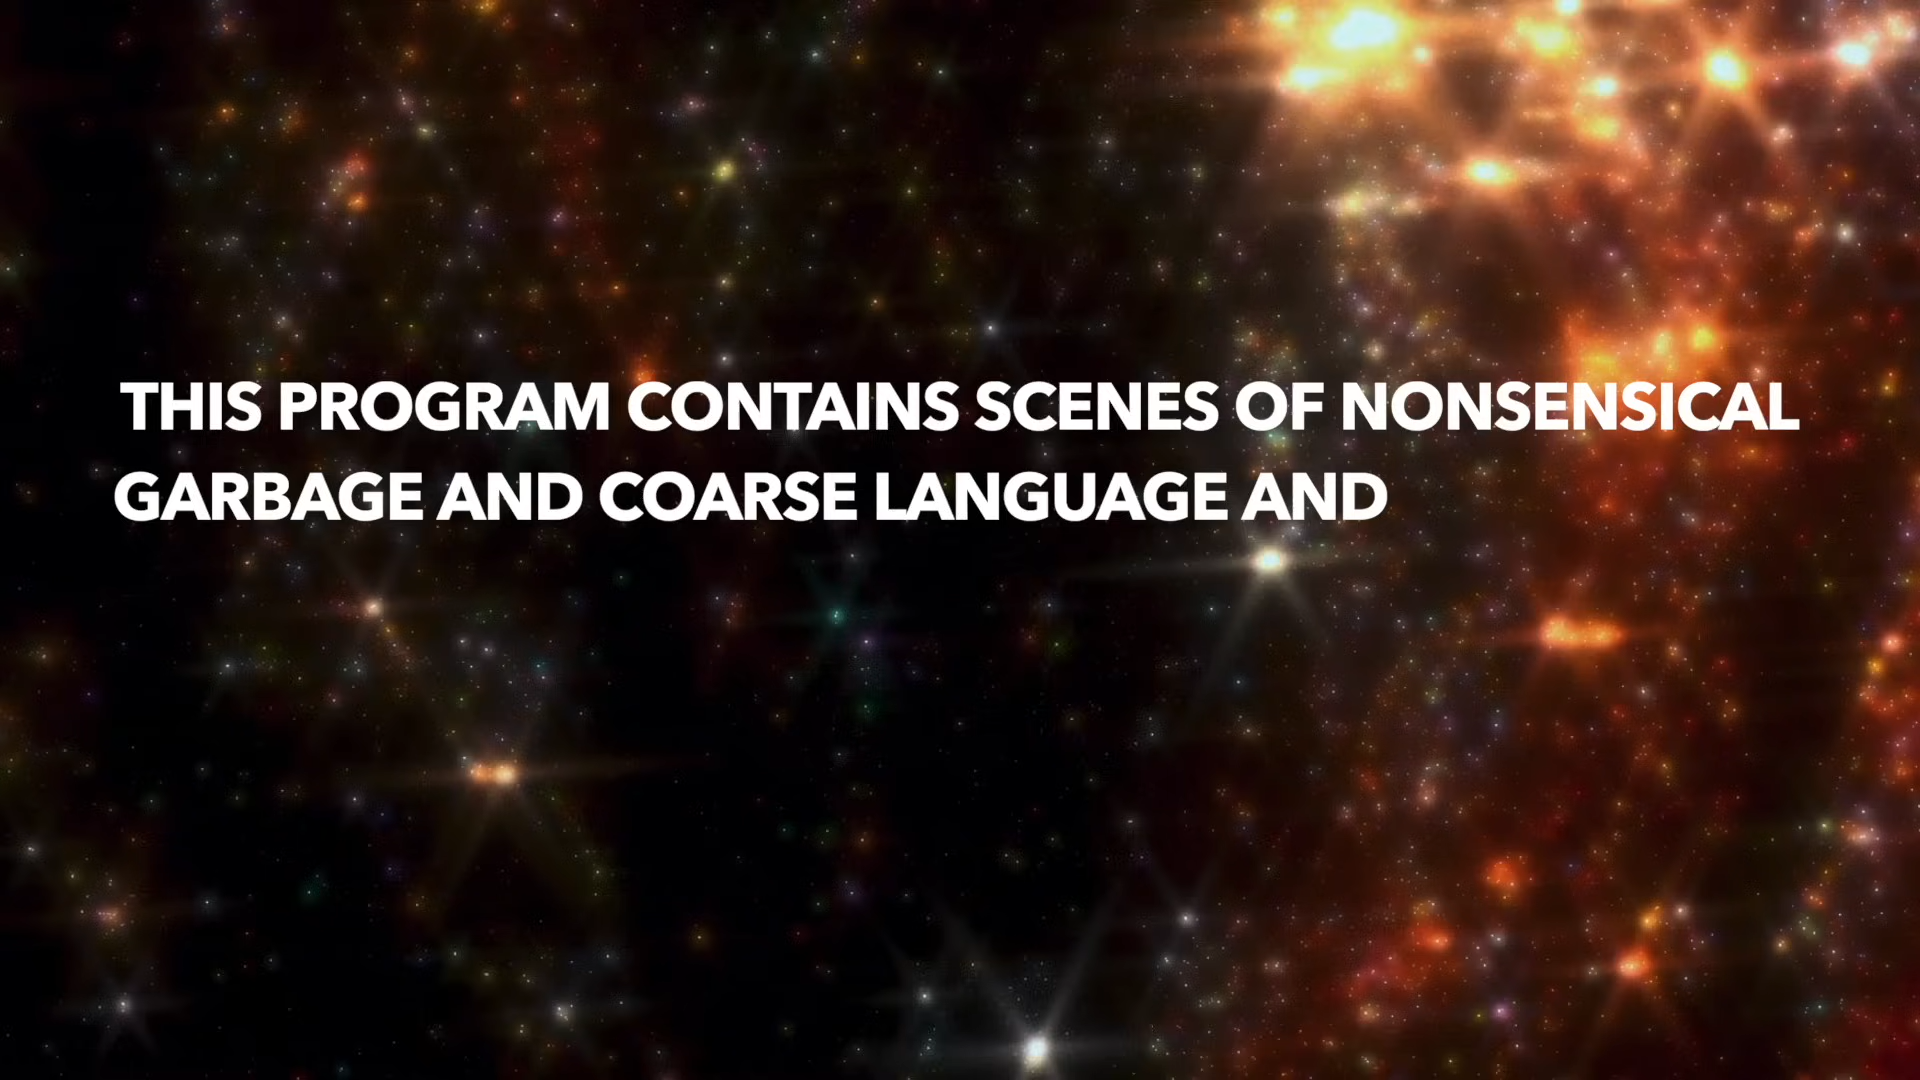 THIS PROGRAM CONTAINS SCENES OF NONSENSICAL
GARBAGE AND COARSE LANGUAGE AND